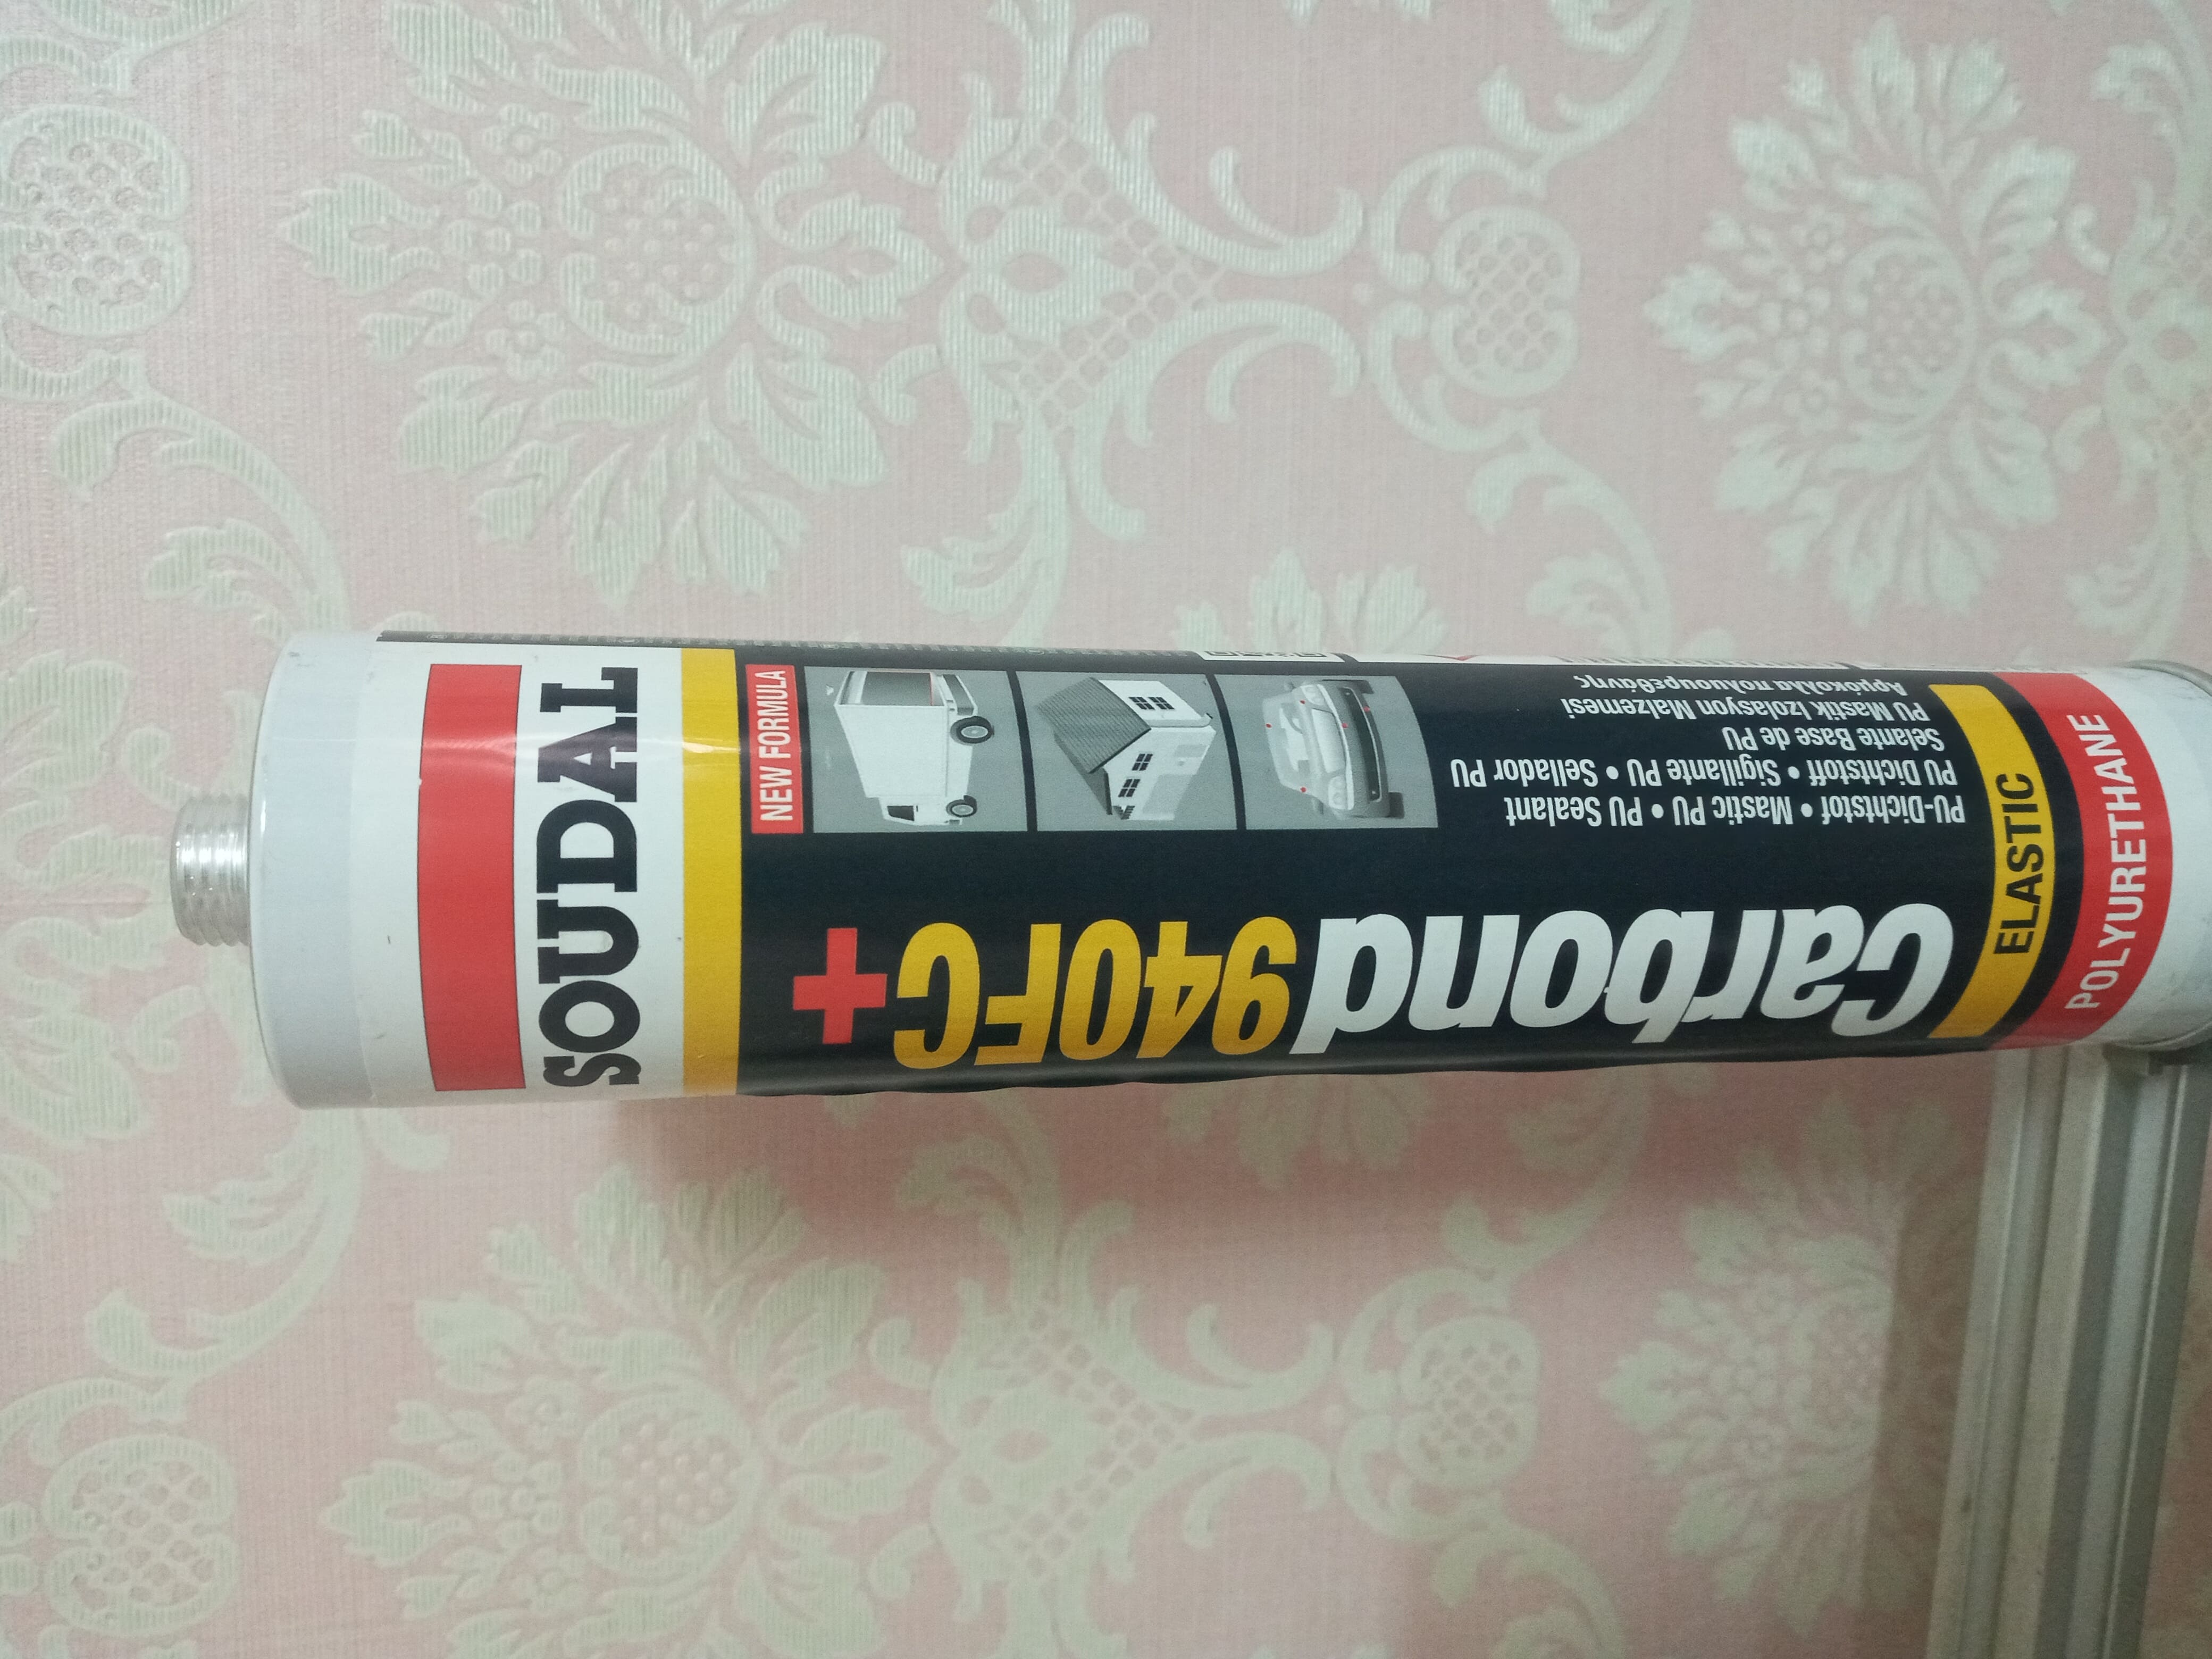 SOUDAL
NEW FORMULA
Carbond 940FC+
PU-Dichtstof • Mastic PU • PU Sealant
PU Dichtstoff • Sigillante PU • Sellador PU
Selante Base de PU
PU Mastik Izolasyon Malzemesi
Αρμόκολλα πολυουρεθάνης
ELASTIC
POLYURETHANE